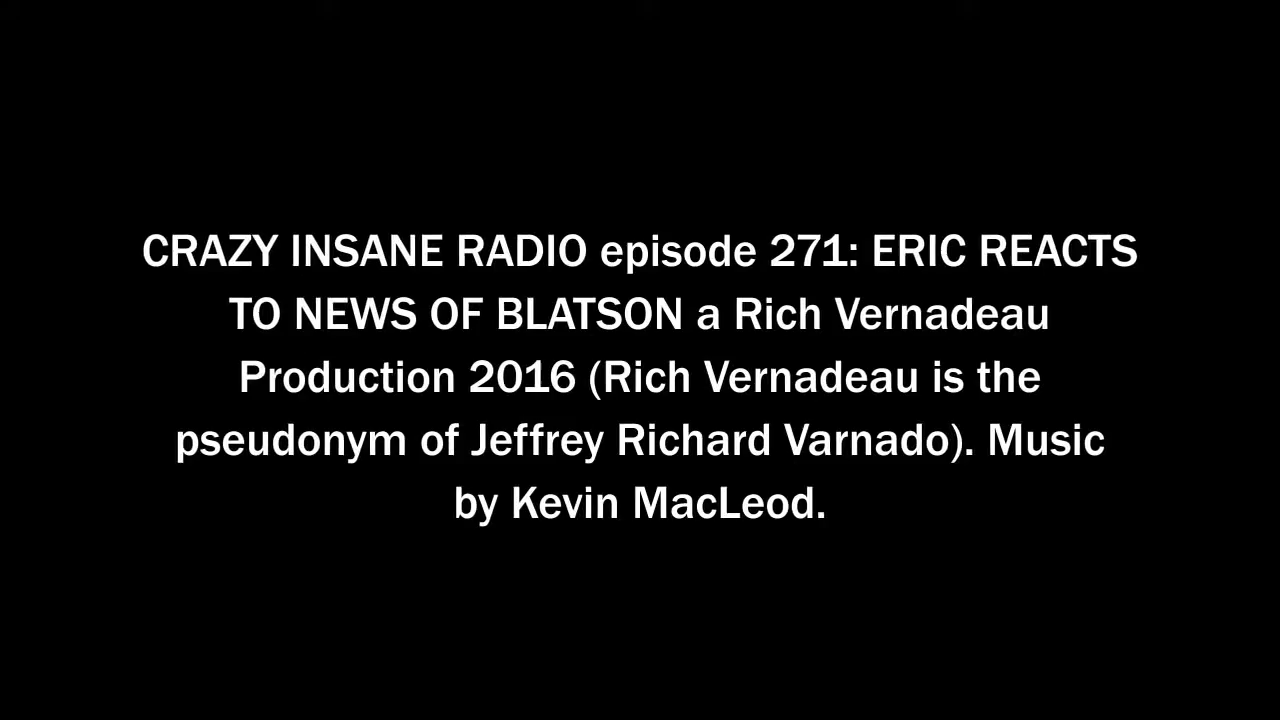 CRAZY INSANE RADIO episode 271: ERIC REACTS
TO NEWS OF BLATSON a Rich Vernadeau
Production 2016 (Rich Vernadeau is the
pseudonym of Jeffrey Richard Varnado). Music
by Kevin MacLeod.